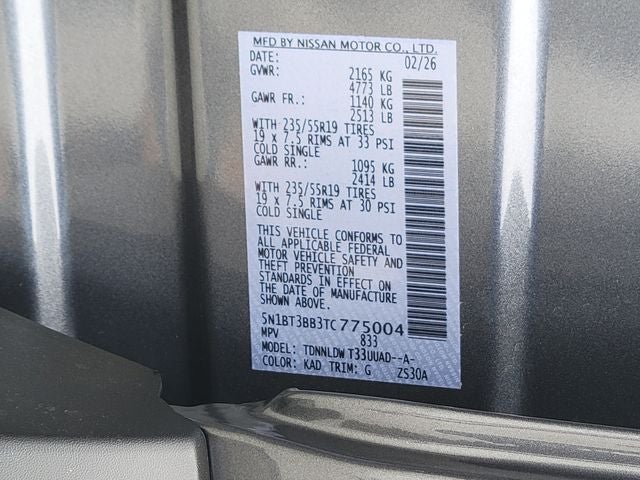 MFD BY NISSAN MOTOR CO., LTD.
DATE: 02/26
GVWR: 2165 KG
4773 LB
GAWR FR.: 1140 KG
2513 LB
WITH 235/55R19 TIRES
19 x 7.5 RIMS AT 33 PSI
COLD SINGLE
GAWR RR.: 1095 KG
2414 LB
WITH 235/55R19 TIRES
19 x 7.5 RIMS AT 30 PSI
COLD SINGLE
THIS VEHICLE CONFORMS TO
ALL APPLICABLE FEDERAL
MOTOR VEHICLE SAFETY AND
THEFT PREVENTION
STANDARDS IN EFFECT ON
THE DATE OF MANUFACTURE
SHOWN ABOVE.
5N1BT3BB3TC775004
MPV 833
MODEL: TDNNLDW T33UUAD--A-
COLOR: KAD TRIM: G ZS30A